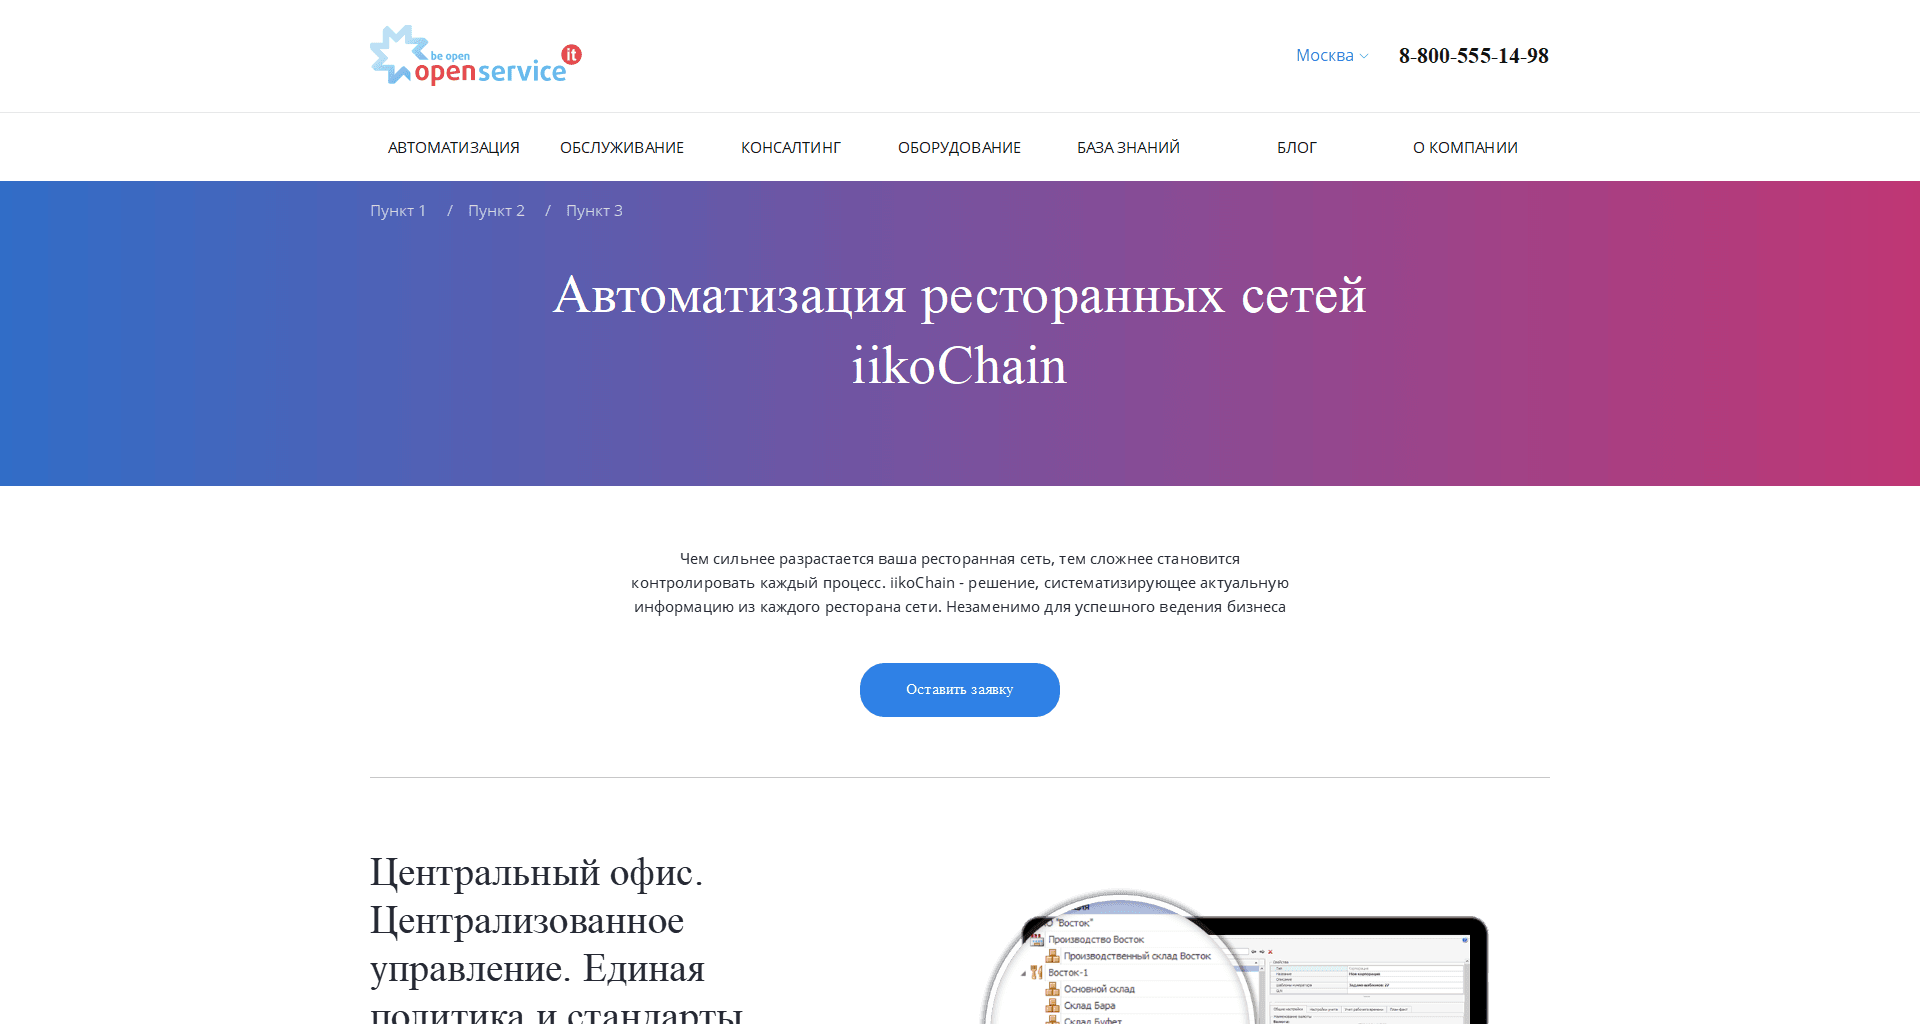 be open
openservice
it
Москва
8-800-555-14-98
АВТОМАТИЗАЦИЯ
ОБСЛУЖИВАНИЕ
КОНСАЛТИНГ
ОБОРУДОВАНИЕ
БАЗА ЗНАНИЙ
БЛОГ
О КОМПАНИИ
Пункт 1 / Пункт 2 / Пункт 3
Автоматизация ресторанных сетей
iikoChain
Чем сильнее разрастается ваша ресторанная сеть, тем сложнее становится
контролировать каждый процесс. iikoChain - решение, систематизирующее актуальную
информацию из каждого ресторана сети. Незаменимо для успешного ведения бизнеса
Оставить заявку
Центральный офис.
Централизованное
управление. Единая
политика и стандарты
"Восток"
Производство Восток
Производственный склад Восток
Восток-1
Основной склад
Склад Бара
Склад Буфет